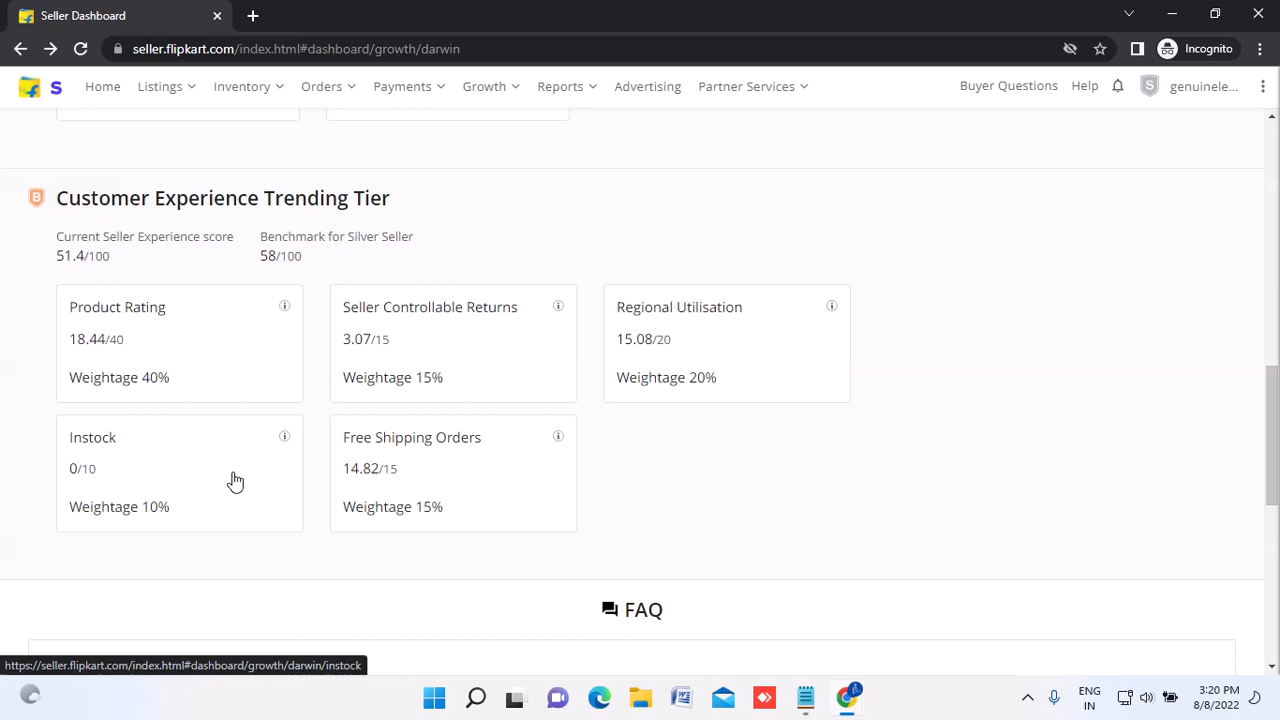 Seller Dashboard
seller.flipkart.com/index.html#dashboard/growth/darwin
Incognito
S Home Listings Inventory Orders Payments Growth Reports Advertising Partner Services Buyer Questions Help S genuinele...
B Customer Experience Trending Tier
Current Seller Experience score Benchmark for Silver Seller
51.4/100 58/100
Product Rating Seller Controllable Returns Regional Utilisation
18.44/40 3.07/15 15.08/20
Weightage 40% Weightage 15% Weightage 20%
Instock Free Shipping Orders
0/10 14.82/15
Weightage 10% Weightage 15%
FAQ
https://seller.flipkart.com/index.html#dashboard/growth/darwin/instock
ENG 3:20 PM
IN 8/8/2022